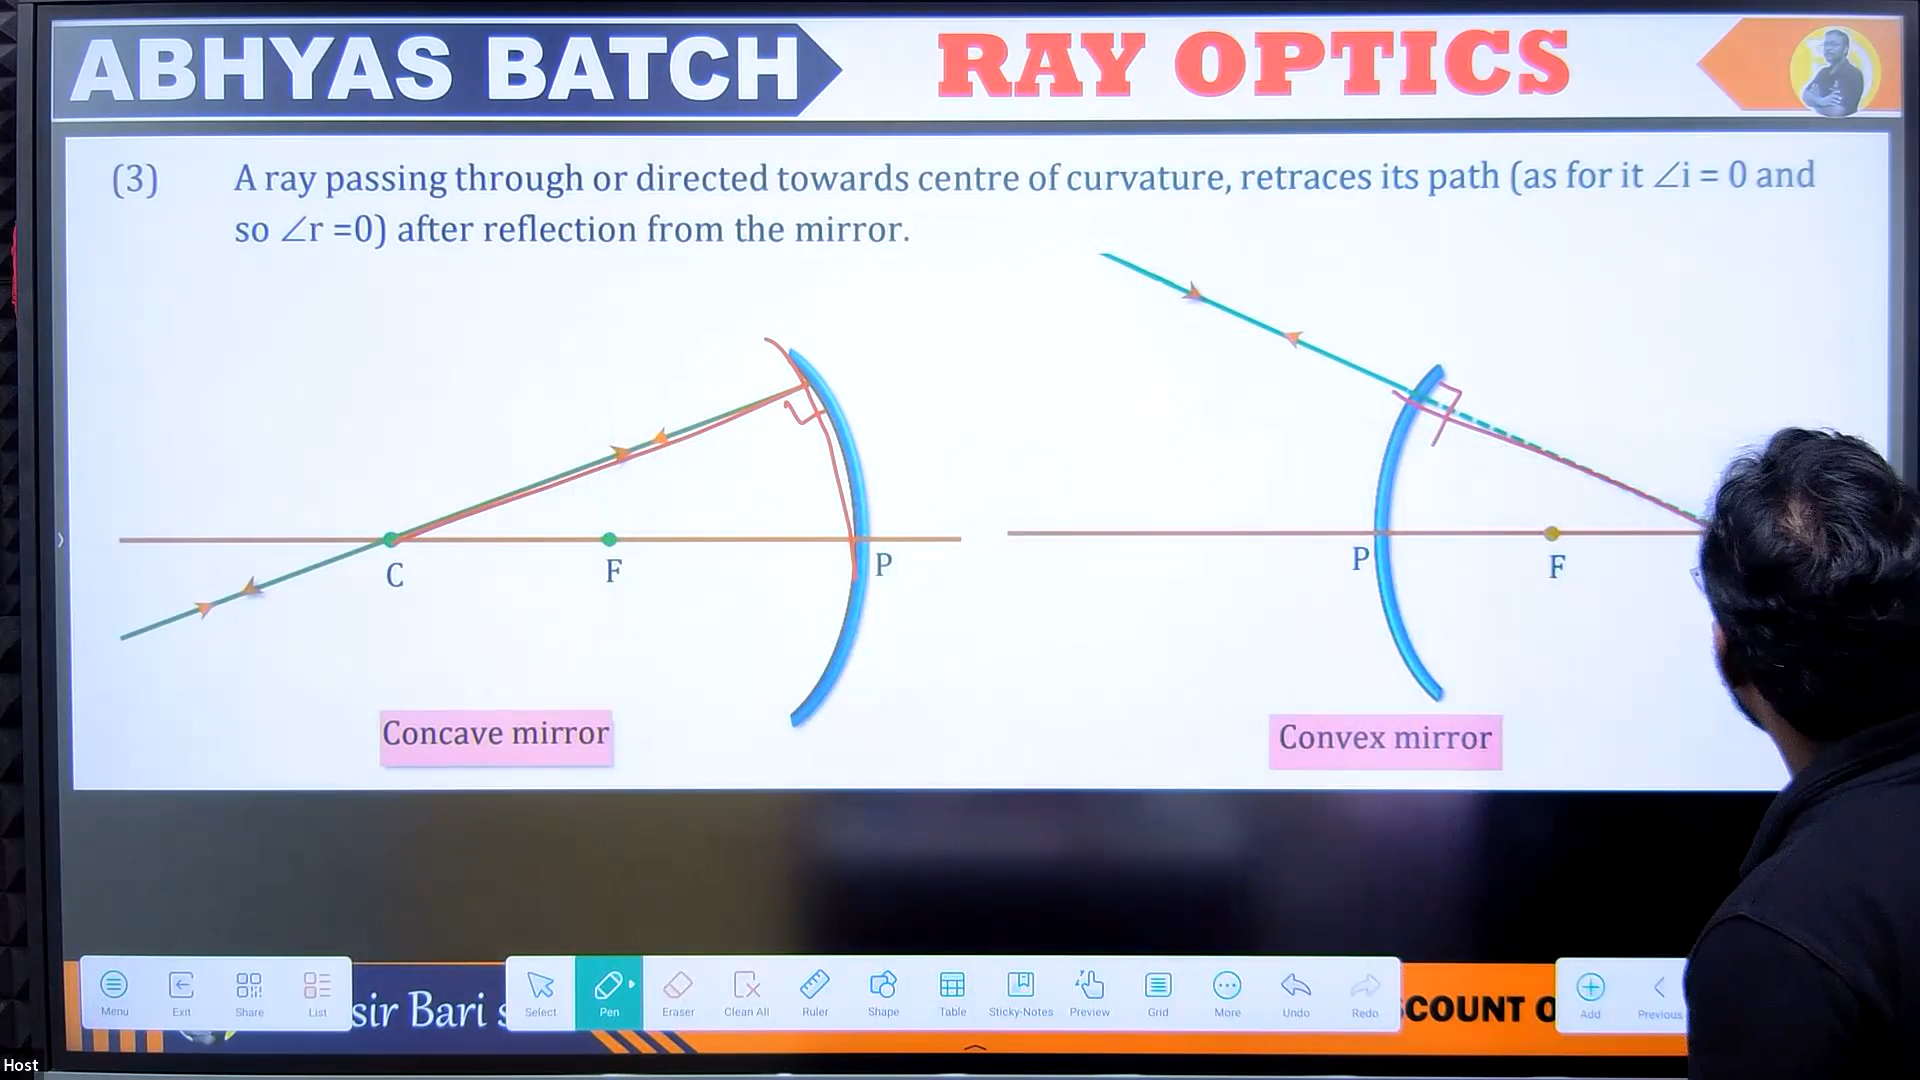 ABHYAS BATCH
RAY OPTICS
(3) A ray passing through or directed towards centre of curvature, retraces its path (as for it ∠i = 0 and
so ∠r =0) after reflection from the mirror.
C
F
P
P
F
Concave mirror
Convex mirror
sir Bari
COUNT O
Menu
Exit
Share
List
Select
Pen
Eraser
Clean All
Ruler
Shape
Table
Sticky-Notes
Preview
Grid
More
Undo
Redo
Add
Previous
Host